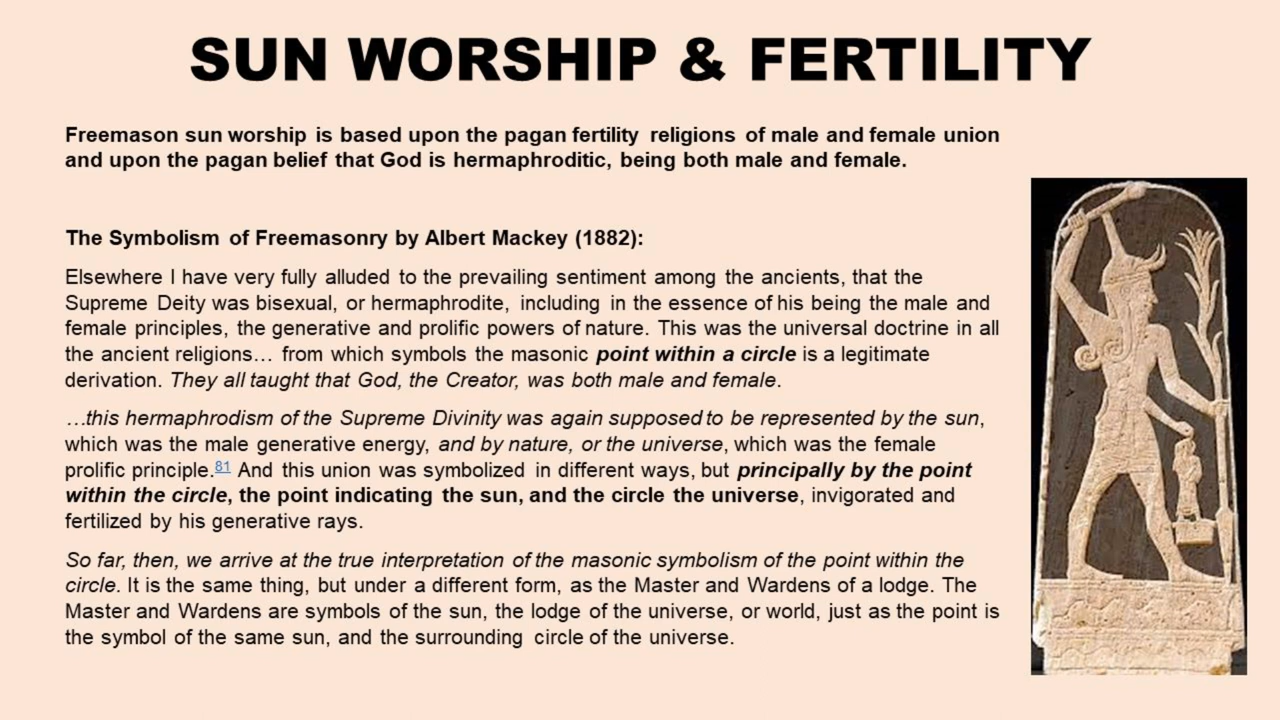 SUN WORSHIP & FERTILITY
Freemason sun worship is based upon the pagan fertility religions of male and female union
and upon the pagan belief that God is hermaphroditic, being both male and female.
The Symbolism of Freemasonry by Albert Mackey (1882):
Elsewhere I have very fully alluded to the prevailing sentiment among the ancients, that the
Supreme Deity was bisexual, or hermaphrodite, including in the essence of his being the male and
female principles, the generative and prolific powers of nature. This was the universal doctrine in all
the ancient religions… from which symbols the masonic point within a circle is a legitimate
derivation. They all taught that God, the Creator, was both male and female.
…this hermaphrodism of the Supreme Divinity was again supposed to be represented by the sun,
which was the male generative energy, and by nature, or the universe, which was the female
prolific principle.81 And this union was symbolized in different ways, but principally by the point
within the circle, the point indicating the sun, and the circle the universe, invigorated and
fertilized by his generative rays.
So far, then, we arrive at the true interpretation of the masonic symbolism of the point within the
circle. It is the same thing, but under a different form, as the Master and Wardens of a lodge. The
Master and Wardens are symbols of the sun, the lodge of the universe, or world, just as the point is
the symbol of the same sun, and the surrounding circle of the universe.